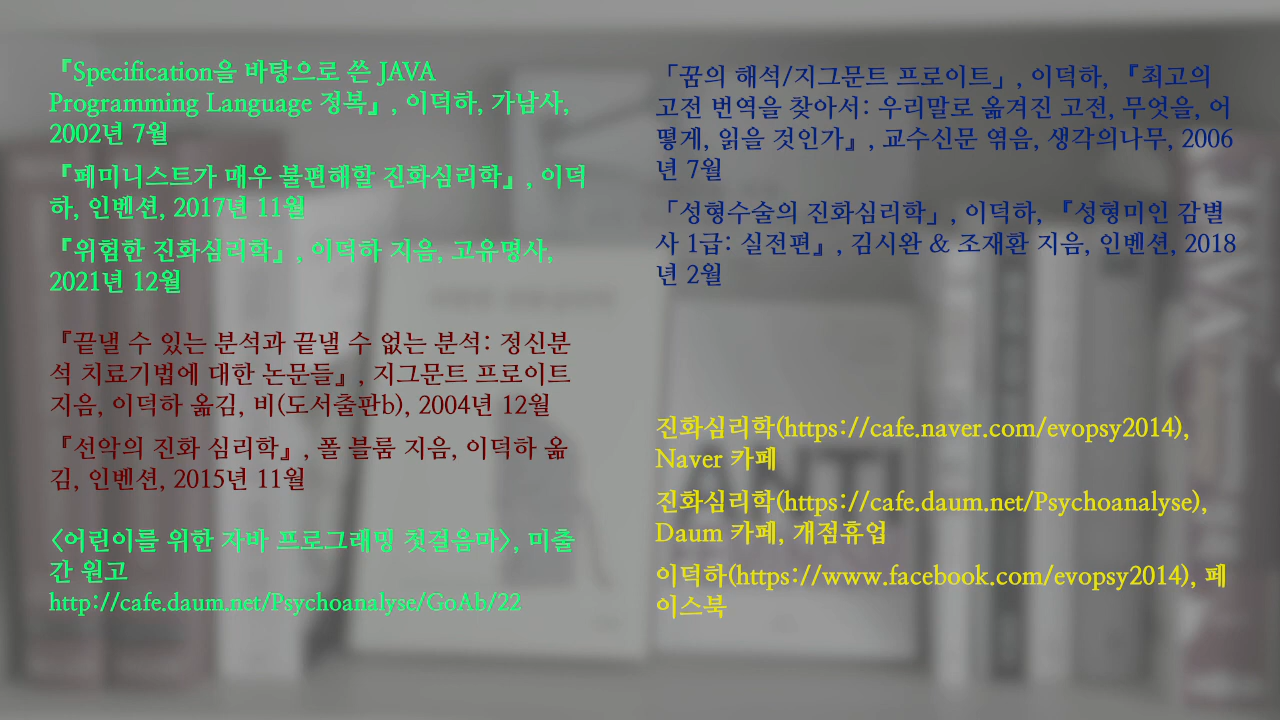 『Specification을 바탕으로 쓴 JAVA
Programming Language 정복』, 이덕하, 가남사,
2002년 7월
『페미니스트가 매우 불편해할 진화심리학』, 이덕
하, 인벤션, 2017년 11월
『위험한 진화심리학』, 이덕하 지음, 고유명사,
2021년 12월
『끝낼 수 있는 분석과 끝낼 수 없는 분석: 정신분
석 치료기법에 대한 논문들』, 지그문트 프로이트
지음, 이덕하 옮김, 비(도서출판b), 2004년 12월
『선악의 진화 심리학』, 폴 블룸 지음, 이덕하 옮
김, 인벤션, 2015년 11월
〈어린이를 위한 자바 프로그래밍 첫걸음마〉, 미출
간 원고
http://cafe.daum.net/Psychoanalyse/GoAb/22
「꿈의 해석/지그문트 프로이트」, 이덕하, 『최고의
고전 번역을 찾아서: 우리말로 옮겨진 고전, 무엇을, 어
떻게, 읽을 것인가』, 교수신문 엮음, 생각의나무, 2006
년 7월
「성형수술의 진화심리학」, 이덕하, 『성형미인 감별
사 1급: 실전편』, 김시완 & 조재환 지음, 인벤션, 2018
년 2월
진화심리학(https://cafe.naver.com/evopsy2014),
Naver 카페
진화심리학(https://cafe.daum.net/Psychoanalyse),
Daum 카페, 개점휴업
이덕하(https://www.facebook.com/evopsy2014), 페
이스북